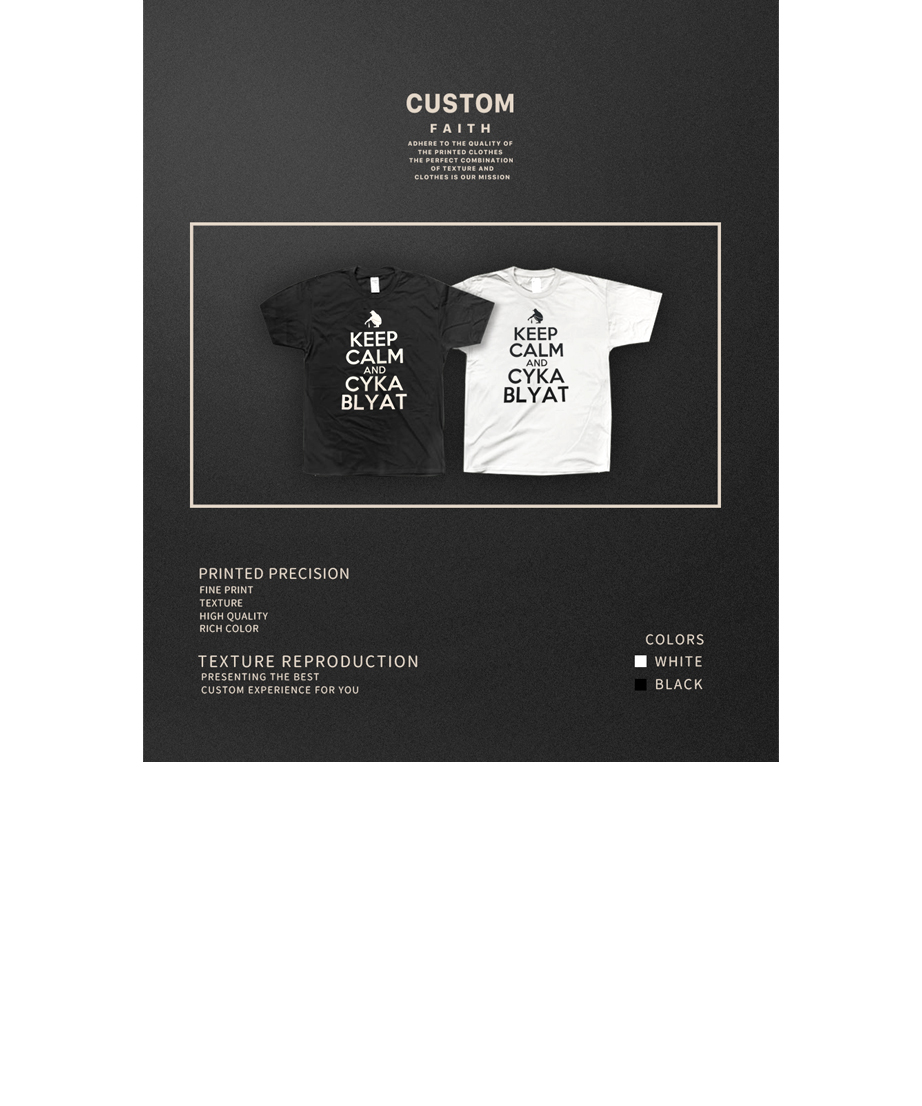 CUSTOM
FAITH
ADHERE TO THE QUALITY OF
THE PRINTED CLOTHES
THE PERFECT COMBINATION
OF TEXTURE AND
CLOTHES IS OUR MISSION
KEEP
CALM
AND
CYKA
BLYAT
KEEP
CALM
AND
CYKA
BLYAT
PRINTED PRECISION
FINE PRINT
TEXTURE
HIGH QUALITY
RICH COLOR
TEXTURE REPRODUCTION
PRESENTING THE BEST
CUSTOM EXPERIENCE FOR YOU
COLORS
WHITE
BLACK